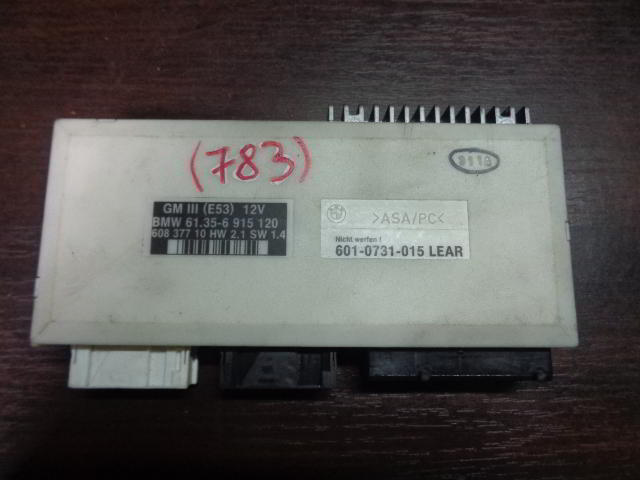 (783)
9118
GM III (E53) 12V
BMW 61.35-6 915 120
608 377 10 HW 2.1 SW 1.4
>ASA/PC<
Nicht werfen !
601-0731-015 LEAR